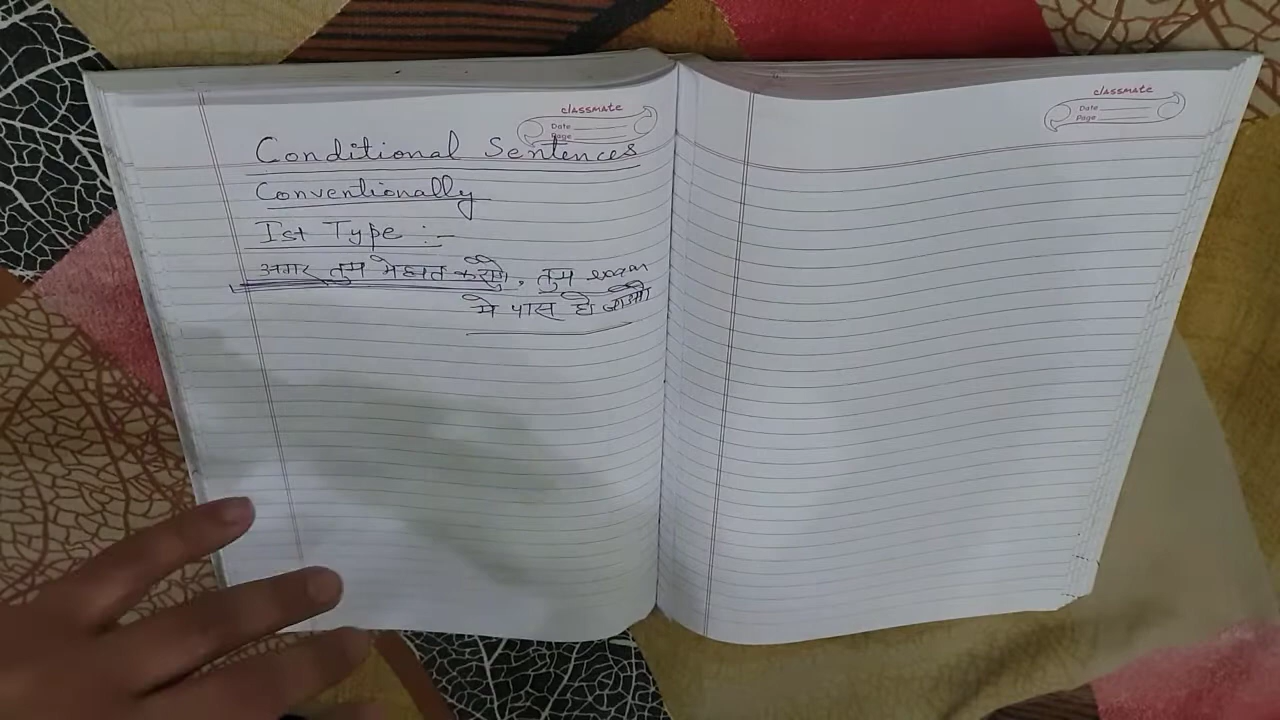 classmate
Date
Page
Conditional Sentences
Conventionally
Ist Type :-
अगर तुम मेहनत करोगे, तुम exam
मे पास हो जाओगे
classmate
Date
Page